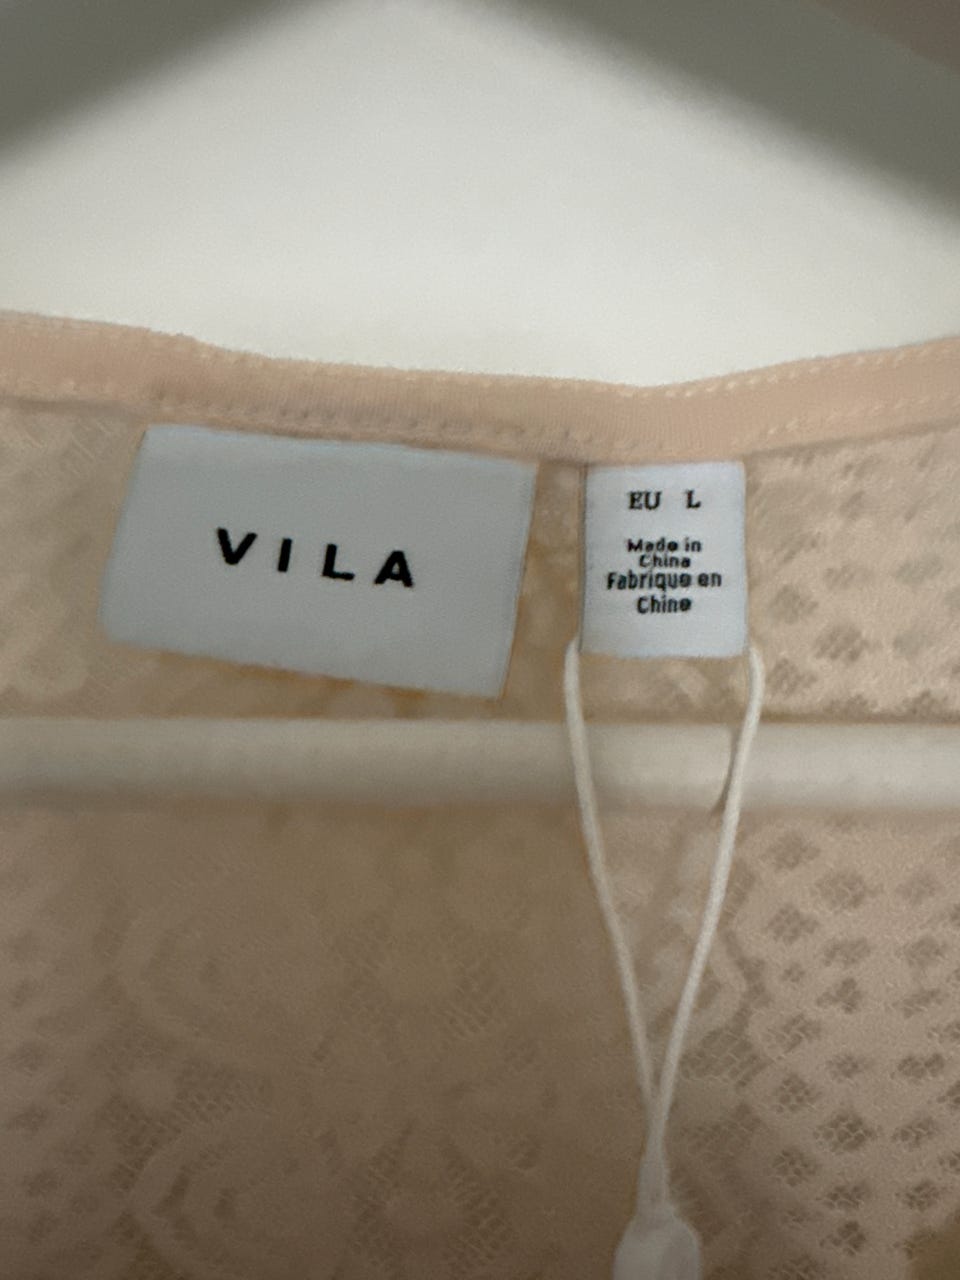 VILA
EU L
Made in
China
Fabrique en
Chine